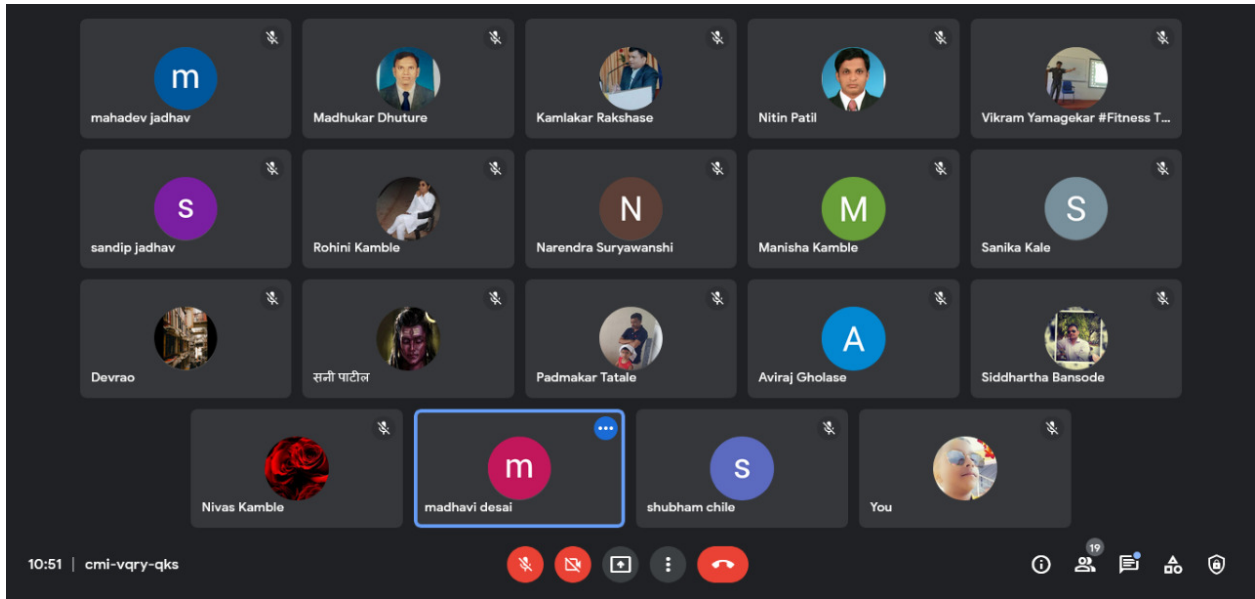 m
mahadev jadhav
Madhukar Dhuture
Kamlakar Rakshase
Nitin Patil
Vikram Yamagekar #Fitness T...
s
sandip jadhav
Rohini Kamble
N
Narendra Suryawanshi
M
Manisha Kamble
S
Sanika Kale
Devrao
सनी पाटील
Padmakar Tatale
A
Aviraj Gholase
Siddhartha Bansode
Nivas Kamble
m
madhavi desai
s
shubham chile
You
10:51 | cmi-vqry-qks
19